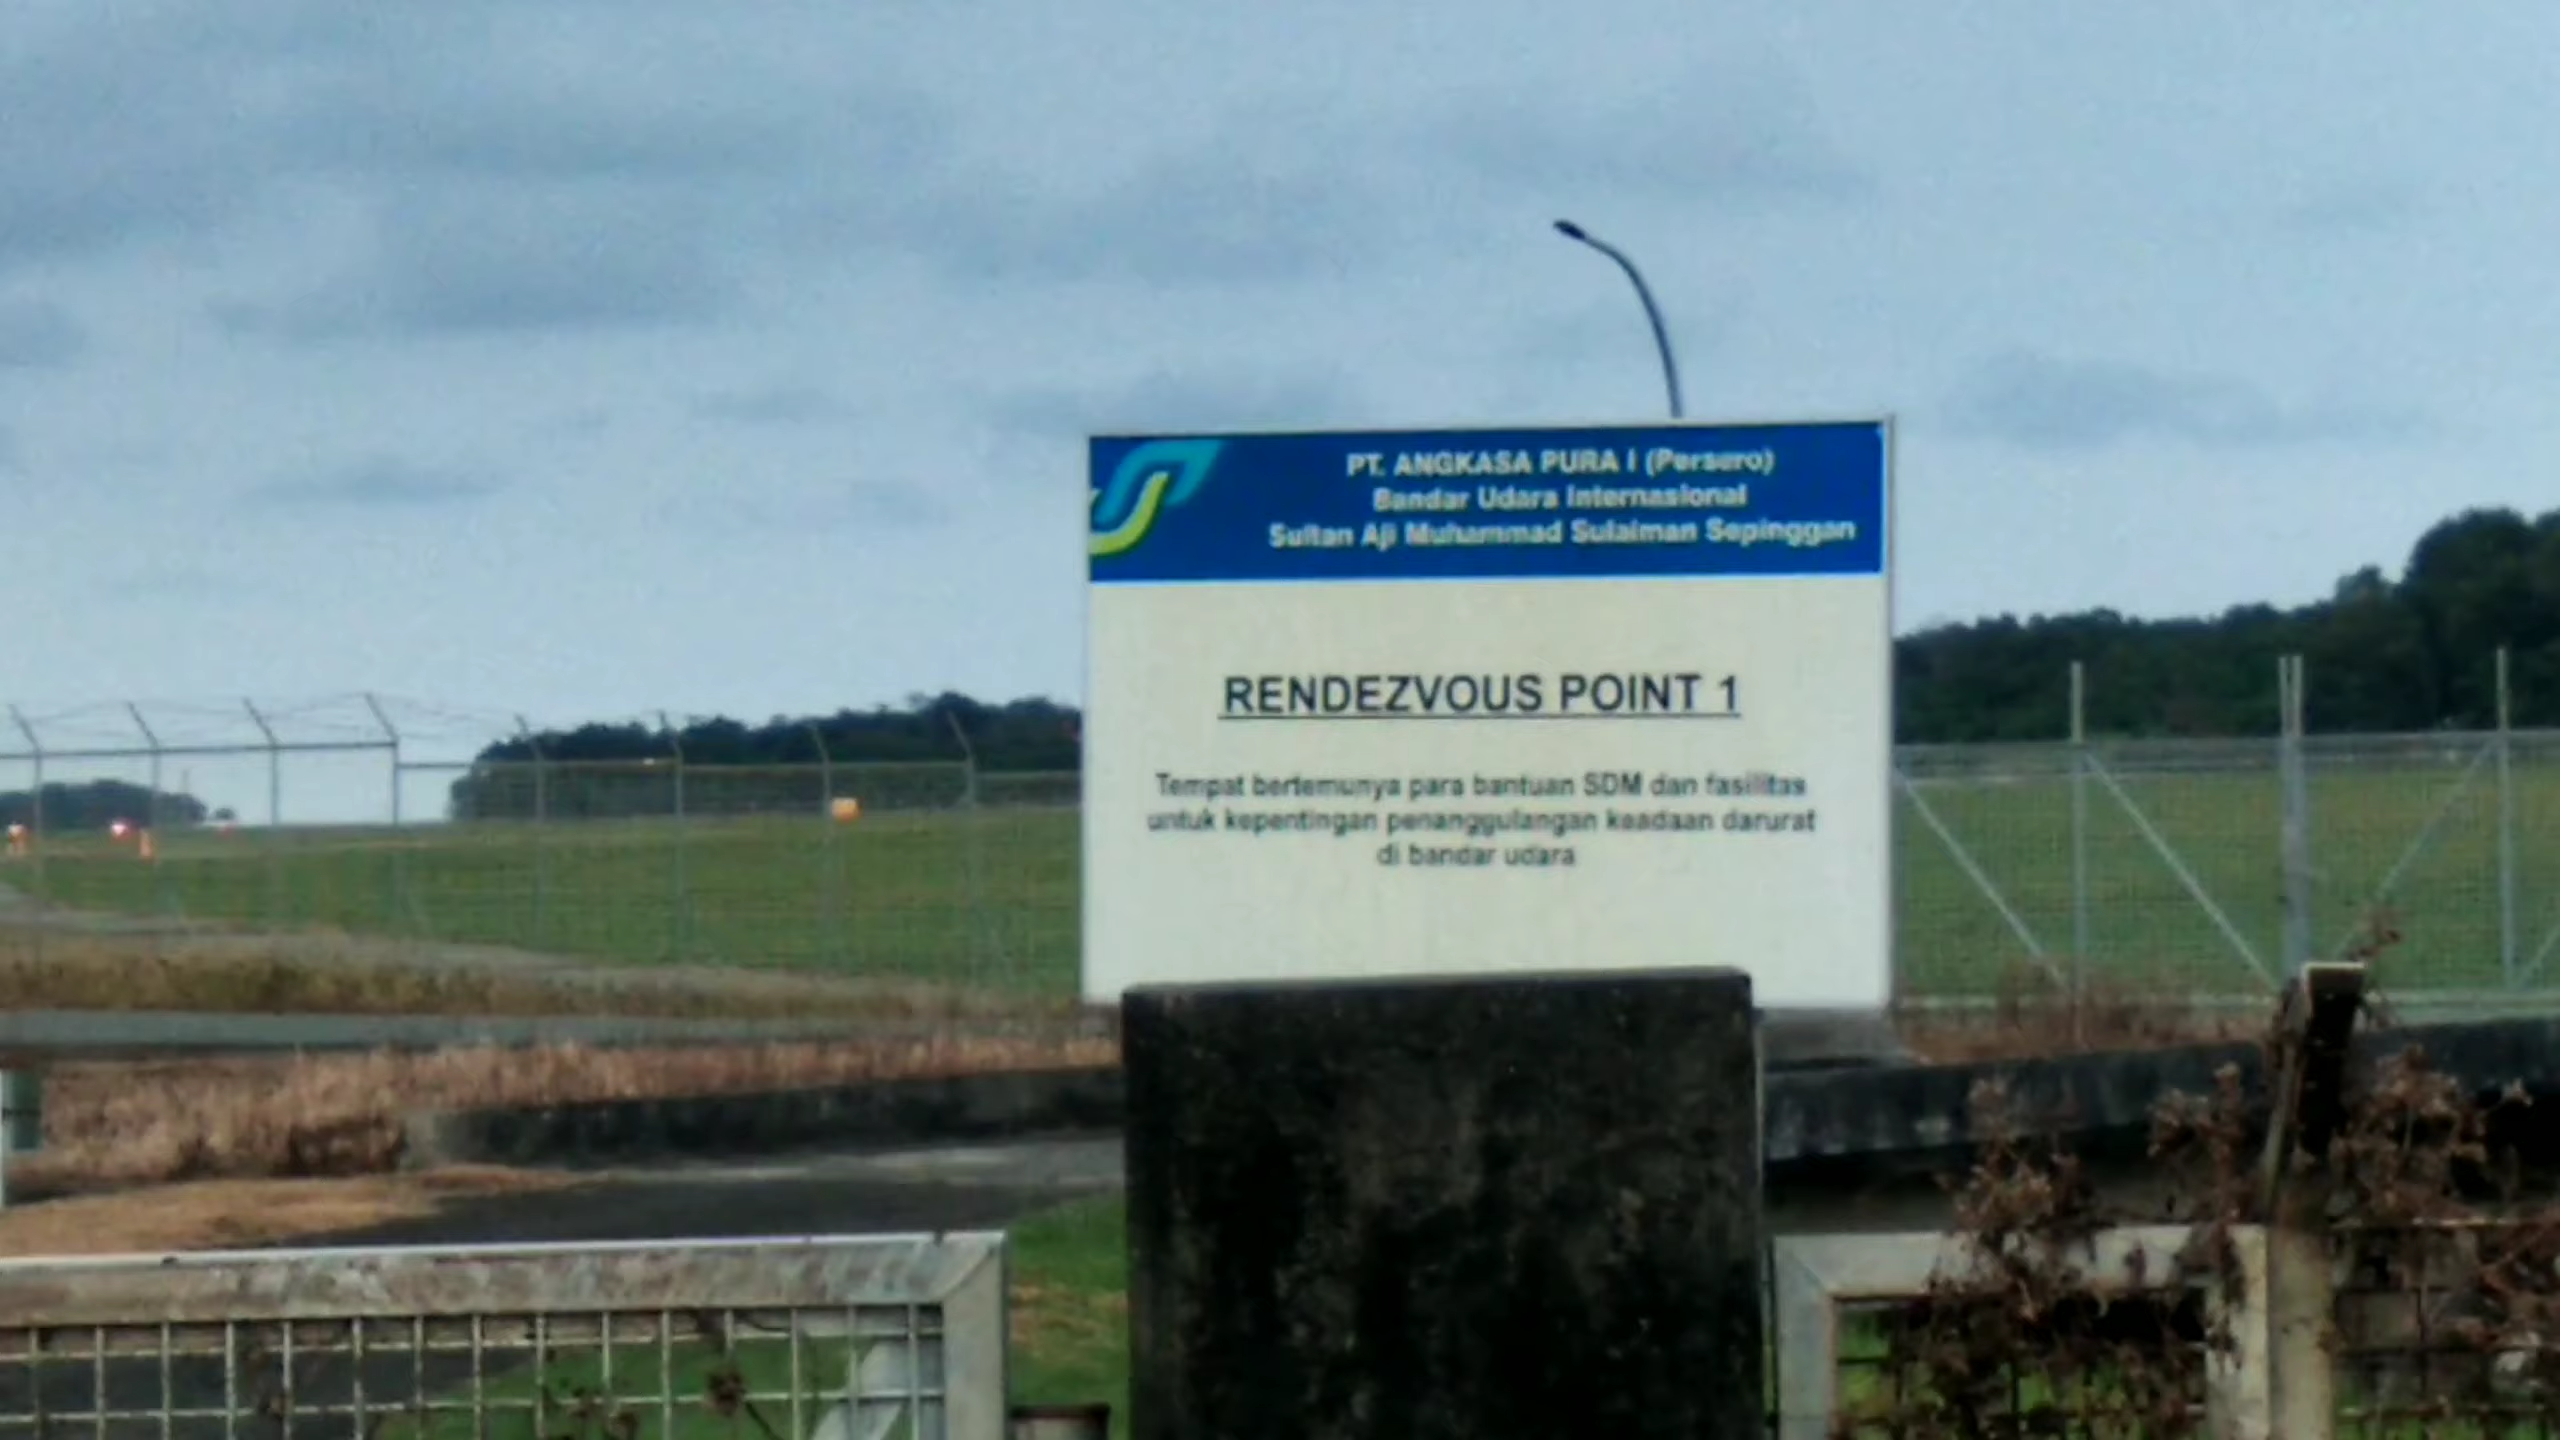 PT. ANGKASA PURA I (Persero)
Bandar Udara Internasional
Sultan Aji Muhammad Sulaiman Sepinggan
RENDEZVOUS POINT 1
Tempat bertemunya para bantuan SDM dan fasilitas
untuk kepentingan penanggulangan keadaan darurat
di bandar udara